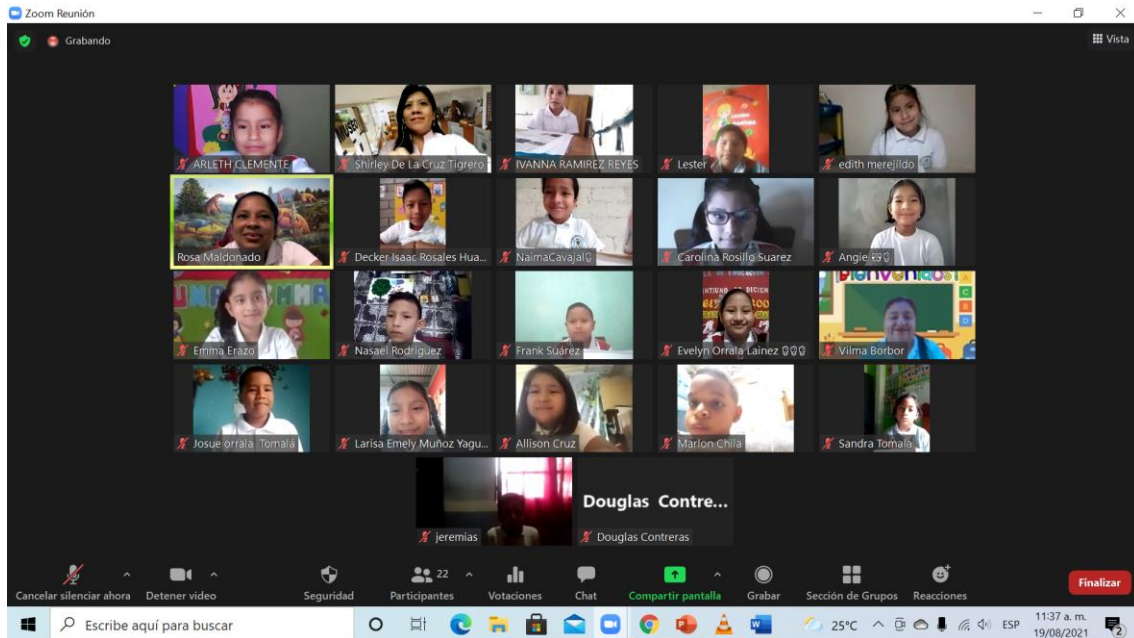 Zoom Reunión
Grabando
Vista
ARLETH CLEMENTE
Shirley De La Cruz Tigrero
IVANNA RAMIREZ REYES
Lester
edith merejildo
Rosa Maldonado
Decker Isaac Rosales Hua...
NaimaCavajal
Carolina Rosillo Suarez
Angie
Bienvenidos
Emma Erazo
Nasael Rodriguez
Frank Suárez
Evelyn Orrala Lainez
Vilma Borbor
Josue orrala Tomalá
Larisa Emely Muñoz Yagu...
Allison Cruz
Marlon Chila
Sandra Tomala
Douglas Contre...
jeremias
Douglas Contreras
Cancelar silenciar ahora
Detener video
Seguridad
22
Participantes
Votaciones
Chat
Compartir pantalla
Grabar
Sección de Grupos
Reacciones
Finalizar
Escribe aquí para buscar
25°C
ESP
11:37 a. m.
19/08/2021
2